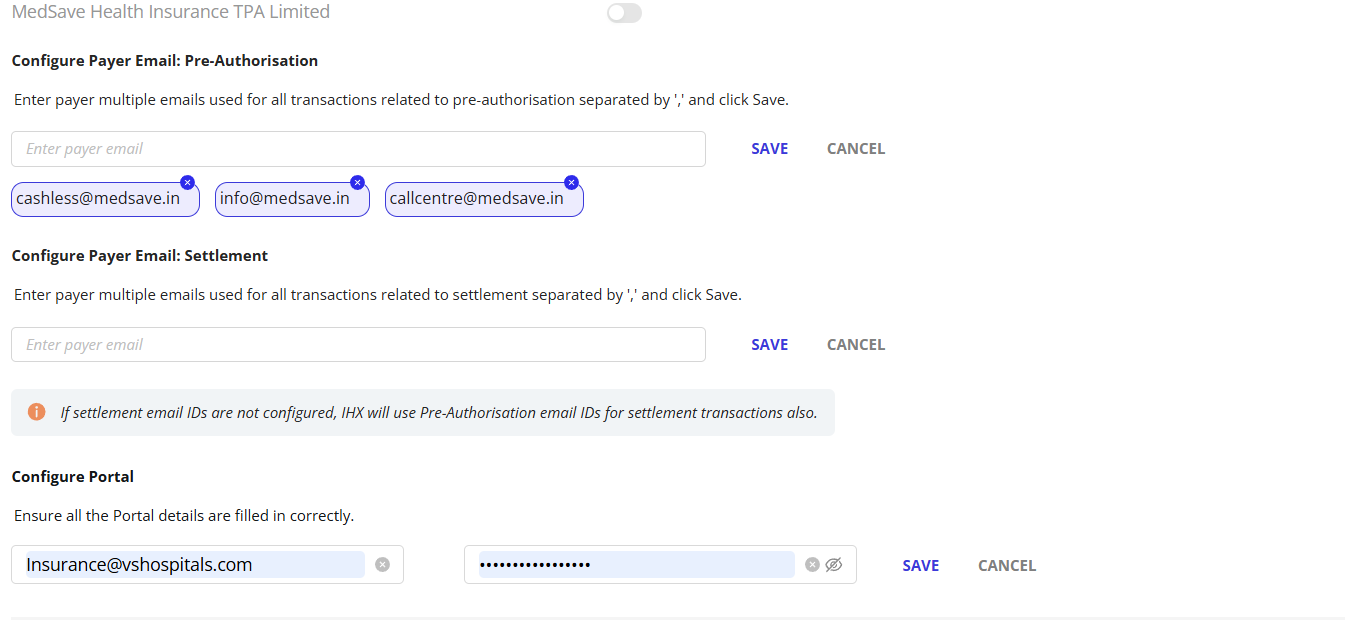 MedSave Health Insurance TPA Limited
Configure Payer Email: Pre-Authorisation
Enter payer multiple emails used for all transactions related to pre-authorisation separated by ',' and click Save.
Enter payer email SAVE CANCEL
cashless@medsave.in info@medsave.in callcentre@medsave.in
Configure Payer Email: Settlement
Enter payer multiple emails used for all transactions related to settlement separated by ',' and click Save.
Enter payer email SAVE CANCEL
If settlement email IDs are not configured, IHX will use Pre-Authorisation email IDs for settlement transactions also.
Configure Portal
Ensure all the Portal details are filled in correctly.
Insurance@vshospitals.com ••••••••••••••••• SAVE CANCEL